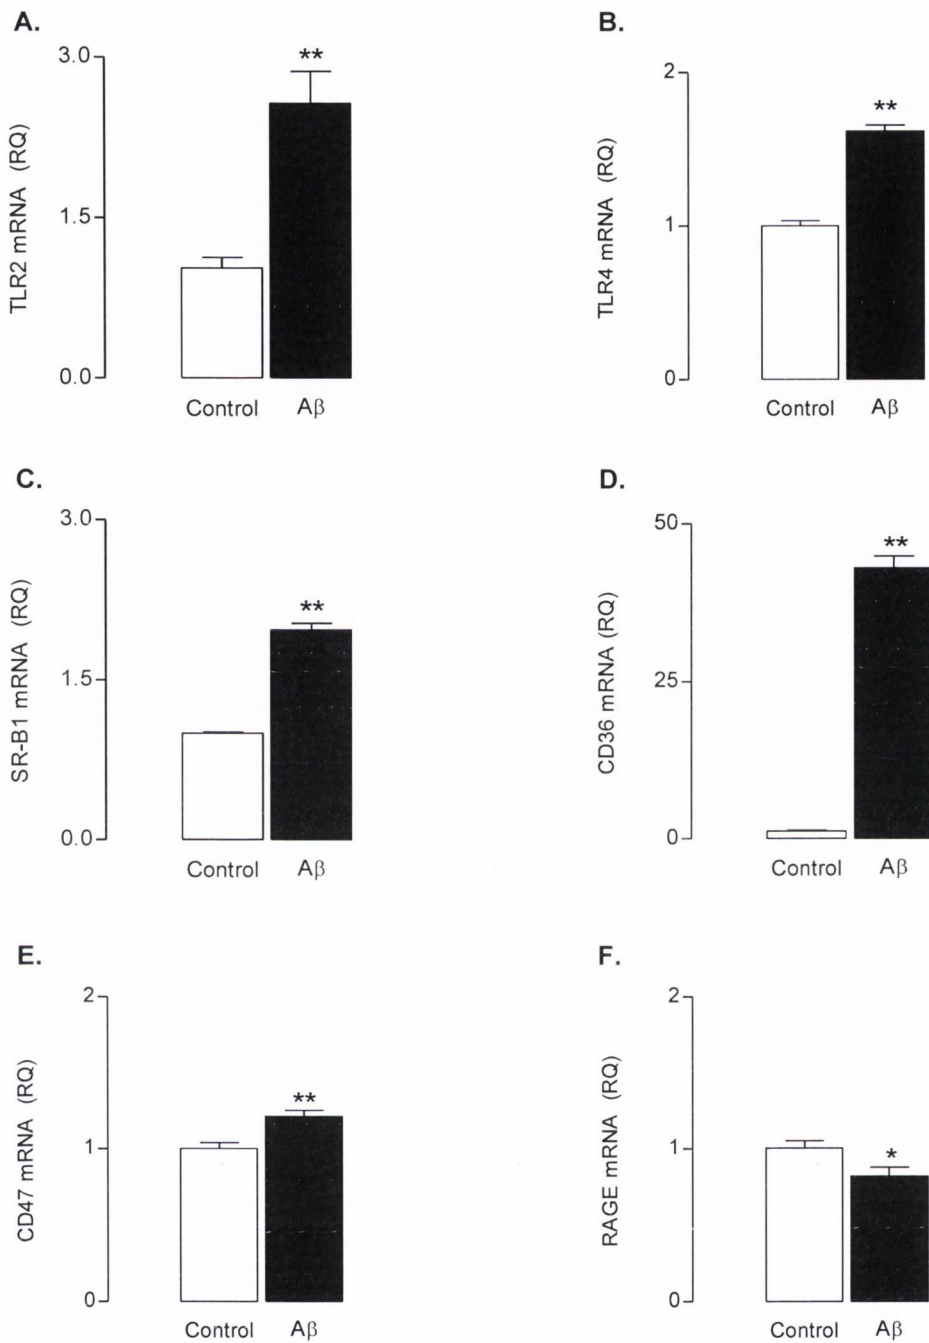 A.
TLR2 mRNA (RQ)
3.0
1.5
0.0
**
Control Aβ
B.
TLR4 mRNA (RQ)
2
1
0
**
Control Aβ
C.
SR-B1 mRNA (RQ)
3.0
1.5
0.0
**
Control Aβ
D.
CD36 mRNA (RQ)
50
25
0
**
Control Aβ
E.
CD47 mRNA (RQ)
2
1
0
**
Control Aβ
F.
RAGE mRNA (RQ)
2
1
0
*
Control Aβ